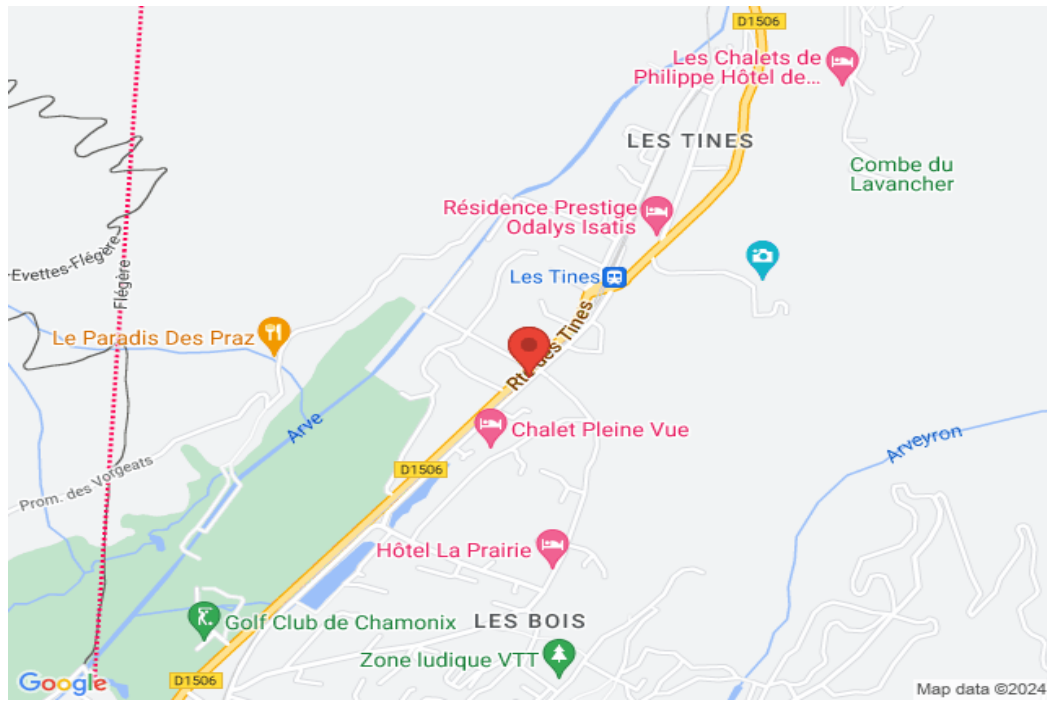 D1506
Les Chalets de
Philippe Hôtel de...
LES TINES
Combe du
Lavancher
Résidence Prestige
Odalys Isatis
-Evettes-Flégère
Flégère
Les Tines
Rte des Tines
Le Paradis Des Praz
Arve
Chalet Pleine Vue
Arveyron
D1506
Prom. des Vorgeats
Hôtel La Prairie
Golf Club de Chamonix
LES BOIS
Zone ludique VTT
D1506
Google
Map data ©2024